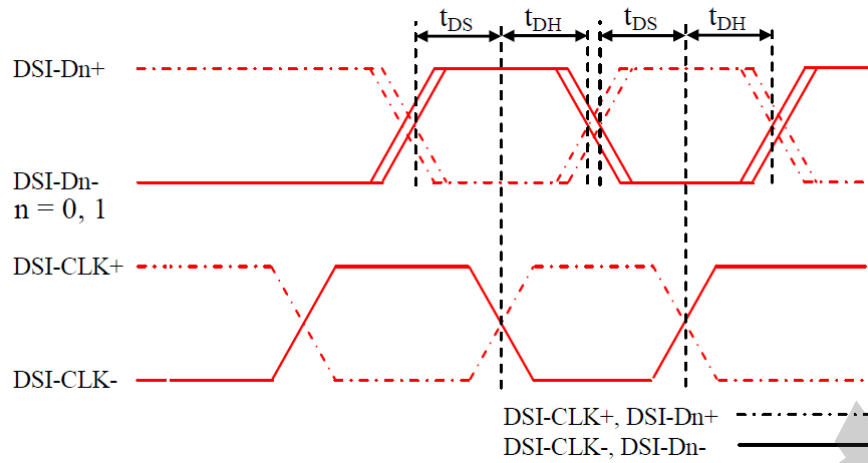 tDS tDH tDS tDH
DSI-Dn+
DSI-Dn-
n = 0, 1
DSI-CLK+
DSI-CLK-
DSI-CLK+, DSI-Dn+
DSI-CLK-, DSI-Dn-